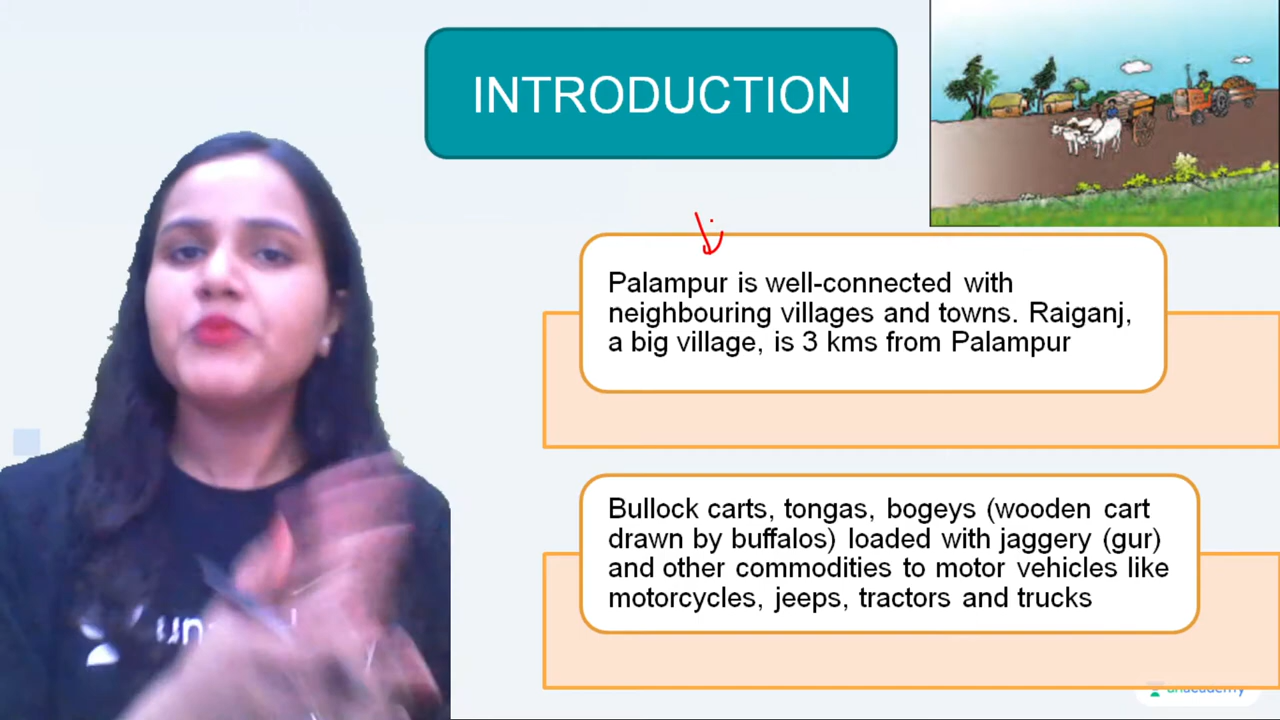 INTRODUCTION
Palampur is well-connected with
neighbouring villages and towns. Raiganj,
a big village, is 3 kms from Palampur
Bullock carts, tongas, bogeys (wooden cart
drawn by buffalos) loaded with jaggery (gur)
and other commodities to motor vehicles like
motorcycles, jeeps, tractors and trucks